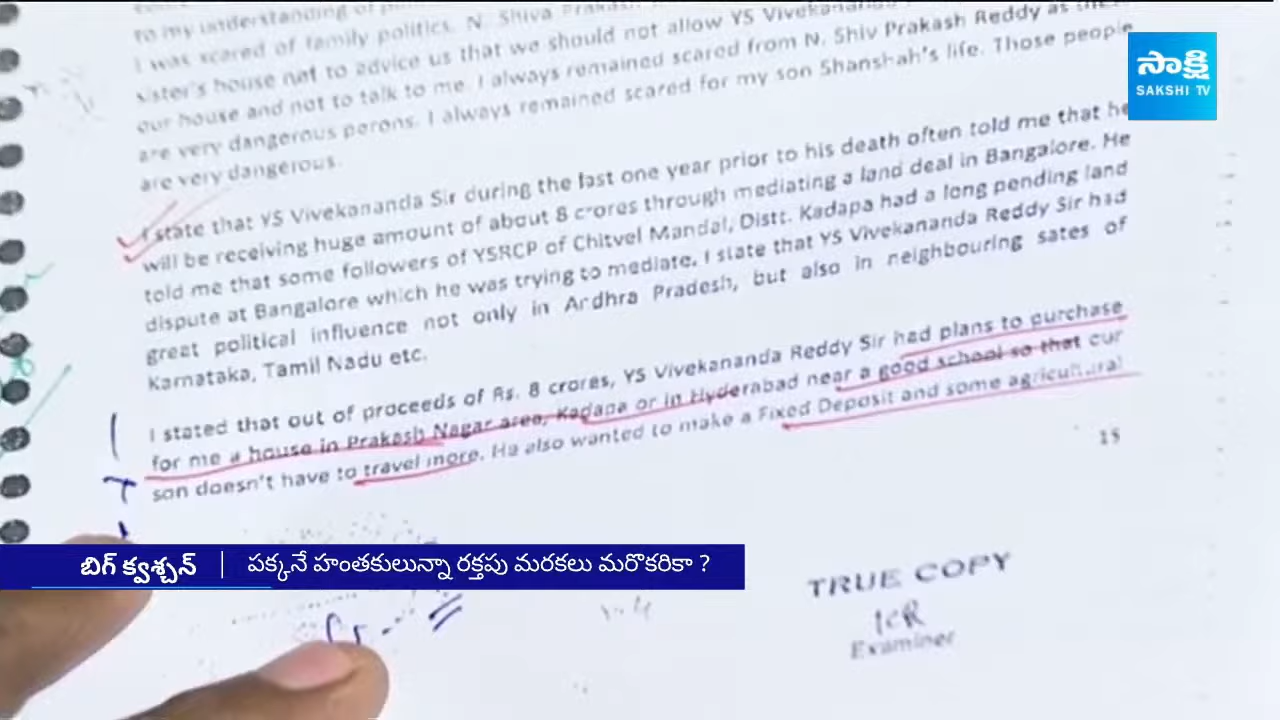 to my understanding of
I was scared of family politics. N. Shiva Prakash
sister's house not to advice us that we should not allow YS Vivekananda
our house and not to talk to me. I always remained scared from N. Shiv Prakash Reddy as these
are very dangerous perons. I always remained scared for my son Shanshah's life. Those people
are very dangerous.
I state that YS Vivekananda Sir during the last one year prior to his death often told me that he
will be receiving huge amount of about 8 crores through mediating a land deal in Bangalore. He
told me that some followers of YSRCP of Chitvel Mandal, Distt. Kadapa had a long pending land
dispute at Bangalore which he was trying to mediate. I state that YS Vivekananda Reddy Sir had
great political influence not only in Andhra Pradesh, but also in neighbouring sates of
Karnataka, Tamil Nadu etc.
I stated that out of proceeds of Rs. 8 crores, YS Vivekananda Reddy Sir had plans to purchase
for me a house in Prakash Nagar area, Kadapa or in Hyderabad near a good school so that our
son doesn't have to travel more. He also wanted to make a Fixed Deposit and some agricultural
15
TRUE COPY
Examiner
సాక్షి
SAKSHI TV
బిగ్ క్వశ్చన్ | పక్కనే హంతకులున్నా రక్తపు మరకలు మరొకరికా ?